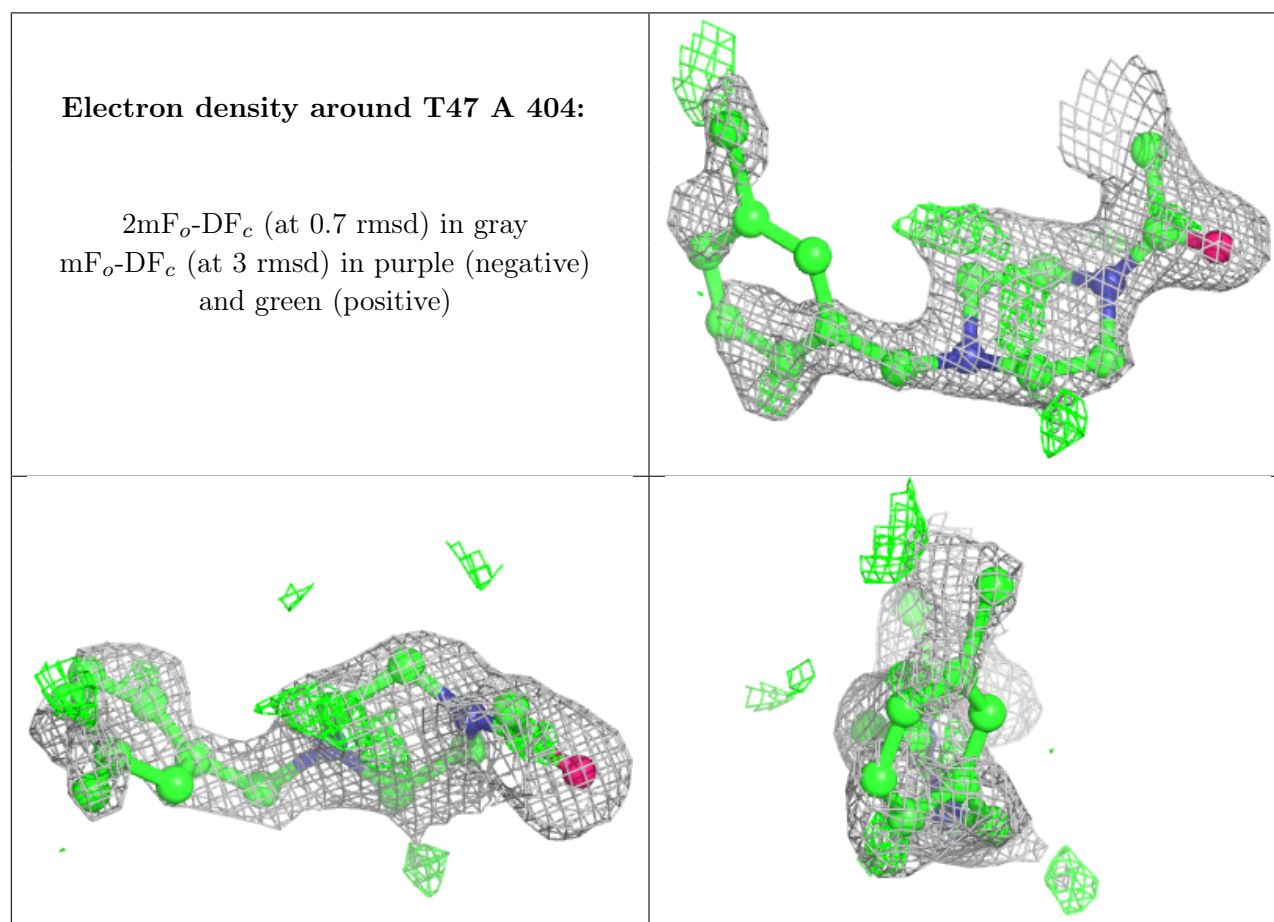 Electron density around T47 A 404:
2mFo-DFc (at 0.7 rmsd) in gray
mFo-DFc (at 3 rmsd) in purple (negative)
and green (positive)